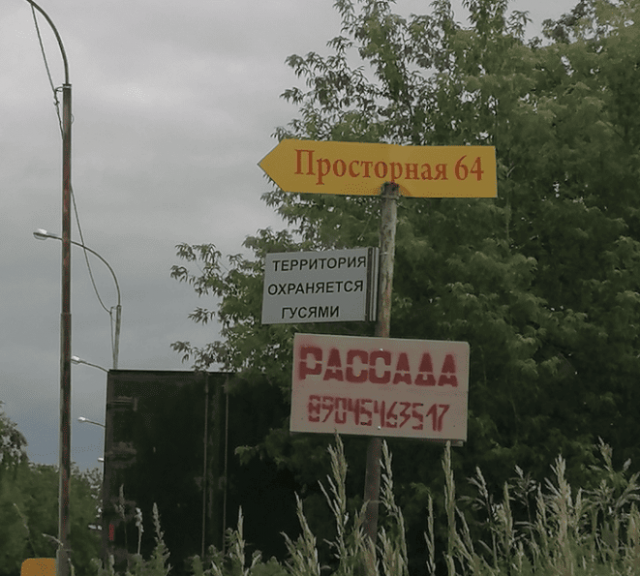 Просторная 64
ТЕРРИТОРИЯ
ОХРАНЯЕТСЯ
ГУСЯМИ
РАССАДА
89045463517